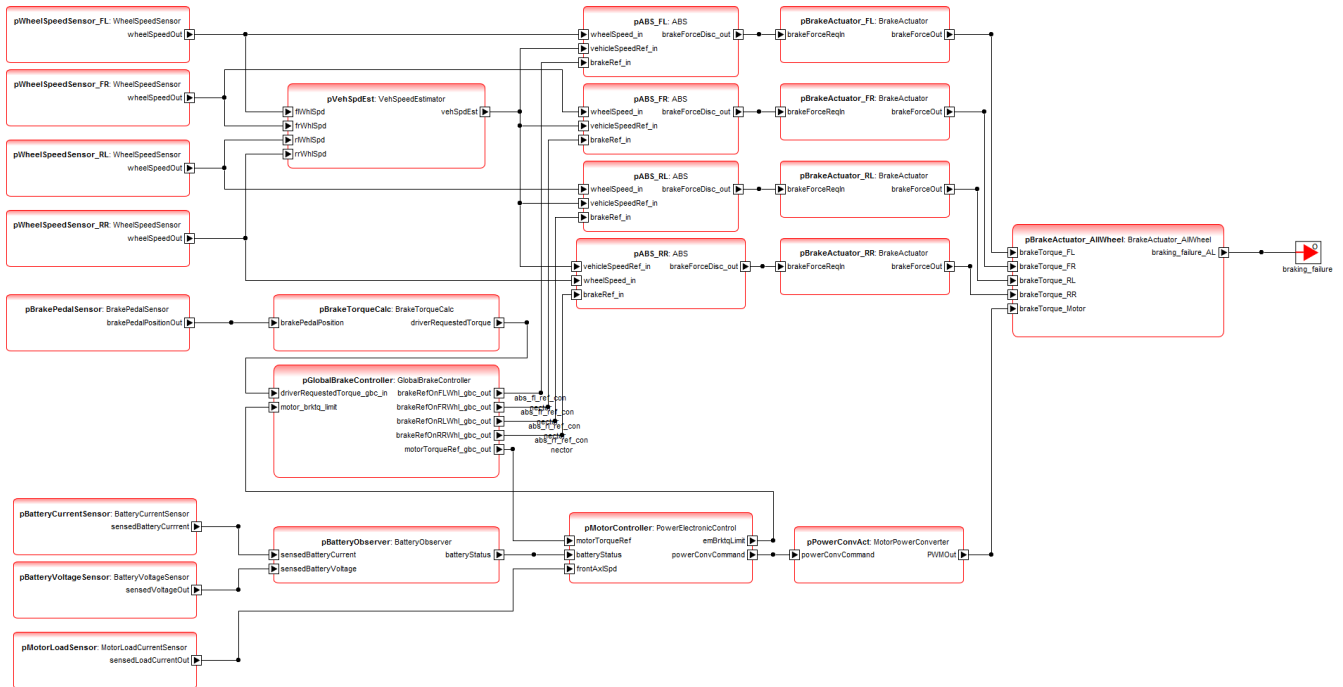 pWheelSpeedSensor_FL: WheelSpeedSensor
wheelSpeedOut
pWheelSpeedSensor_FR: WheelSpeedSensor
wheelSpeedOut
pWheelSpeedSensor_RL: WheelSpeedSensor
wheelSpeedOut
pWheelSpeedSensor_RR: WheelSpeedSensor
wheelSpeedOut
pVehSpdEst: VehSpeedEstimator
flWhlSpd
vehSpdEst
frWhlSpd
rlWhlSpd
rrWhlSpd
pABS_FL: ABS
wheelSpeed_in
brakeForceDisc_out
vehicleSpeedRef_in
brakeRef_in
pABS_FR: ABS
wheelSpeed_in
brakeForceDisc_out
vehicleSpeedRef_in
brakeRef_in
pABS_RL: ABS
wheelSpeed_in
brakeForceDisc_out
vehicleSpeedRef_in
brakeRef_in
pABS_RR: ABS
vehicleSpeedRef_in
brakeForceDisc_out
wheelSpeed_in
brakeRef_in
pBrakeActuator_FL: BrakeActuator
brakeForceReqIn
brakeForceOut
pBrakeActuator_FR: BrakeActuator
brakeForceReqIn
brakeForceOut
pBrakeActuator_RL: BrakeActuator
brakeForceReqIn
brakeForceOut
pBrakeActuator_RR: BrakeActuator
brakeForceReqIn
brakeForceOut
pBrakeActuator_AllWheel: BrakeActuator_AllWheel
brakeTorque_FL
braking_failure_AL
brakeTorque_FR
brakeTorque_RL
brakeTorque_RR
brakeTorque_Motor
O
braking_failure
pBrakePedalSensor: BrakePedalSensor
brakePedalPositionOut
pBrakeTorqueCalc: BrakeTorqueCalc
brakePedalPosition
driverRequestedTorque
pGlobalBrakeController: GlobalBrakeController
driverRequestedTorque_gbc_in
brakeRefOnFLWhl_gbc_out
motor_brktq_limit
brakeRefOnFRWhl_gbc_out
brakeRefOnRLWhl_gbc_out
brakeRefOnRRWhl_gbc_out
motorTorqueRef_gbc_out
abs_fl_ref_con
abs_rr_ref_con
nector
pBatteryCurrentSensor: BatteryCurrentSensor
sensedBatteryCurrrent
pBatteryVoltageSensor: BatteryVoltageSensor
sensedVoltageOut
pMotorLoadSensor: MotorLoadCurrentSensor
sensedLoadCurrentOut
pBatteryObserver: BatteryObserver
sensedBatteryCurrent
batteryStatus
sensedBatteryVoltage
pMotorController: PowerElectronicControl
motorTorqueRef
emBrktqLimit
batteryStatus
powerConvCommand
frontAxlSpd
pPowerConvAct: MotorPowerConverter
powerConvCommand
PWMOut